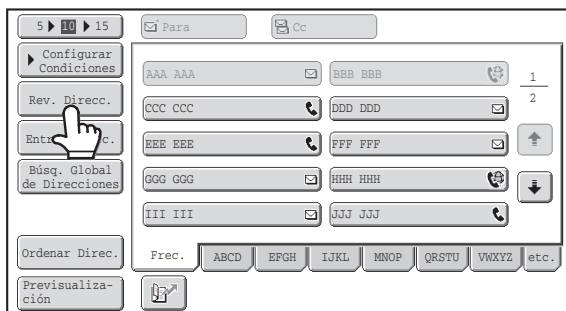 5 10 15
Para
Cc
Configurar
Condiciones
Rev. Direcc.
Búsq. Global
de Direcciones
Ordenar Direc.
Previsualiza-
ción
AAA AAA
BBB BBB
CCC CCC
DDD DDD
EEE EEE
FFF FFF
GGG GGG
HHH HHH
III III
JJJ JJJ
1
2
Frec.
ABCD
EFGH
IJKL
MNOP
QRSTU
VWXYZ
etc.